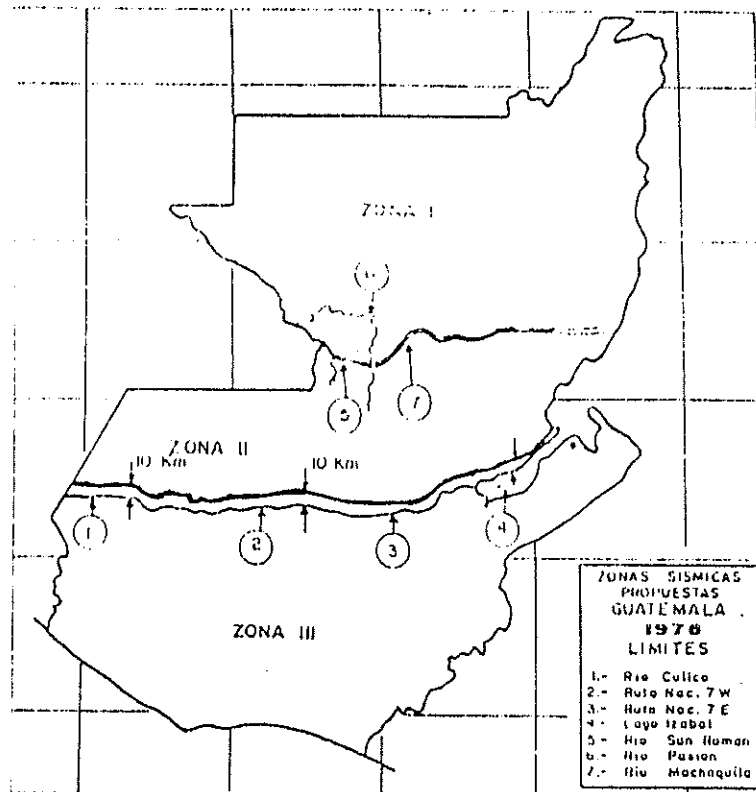 ZONA I
6
5
7
ZONA II
10 Km
10 Km
1
2
3
4
ZONA III
ZONAS SISMICAS
PROPUESTAS
GUATEMALA
1976
LIMITES
1.- Rio Cuilco
2.- Ruta Nac. 7 W
3.- Ruta Nac. 7 E
4.- Lago Izabal
5.- Rio San Roman
6.- Rio Pasion
7.- Rio Machaquila